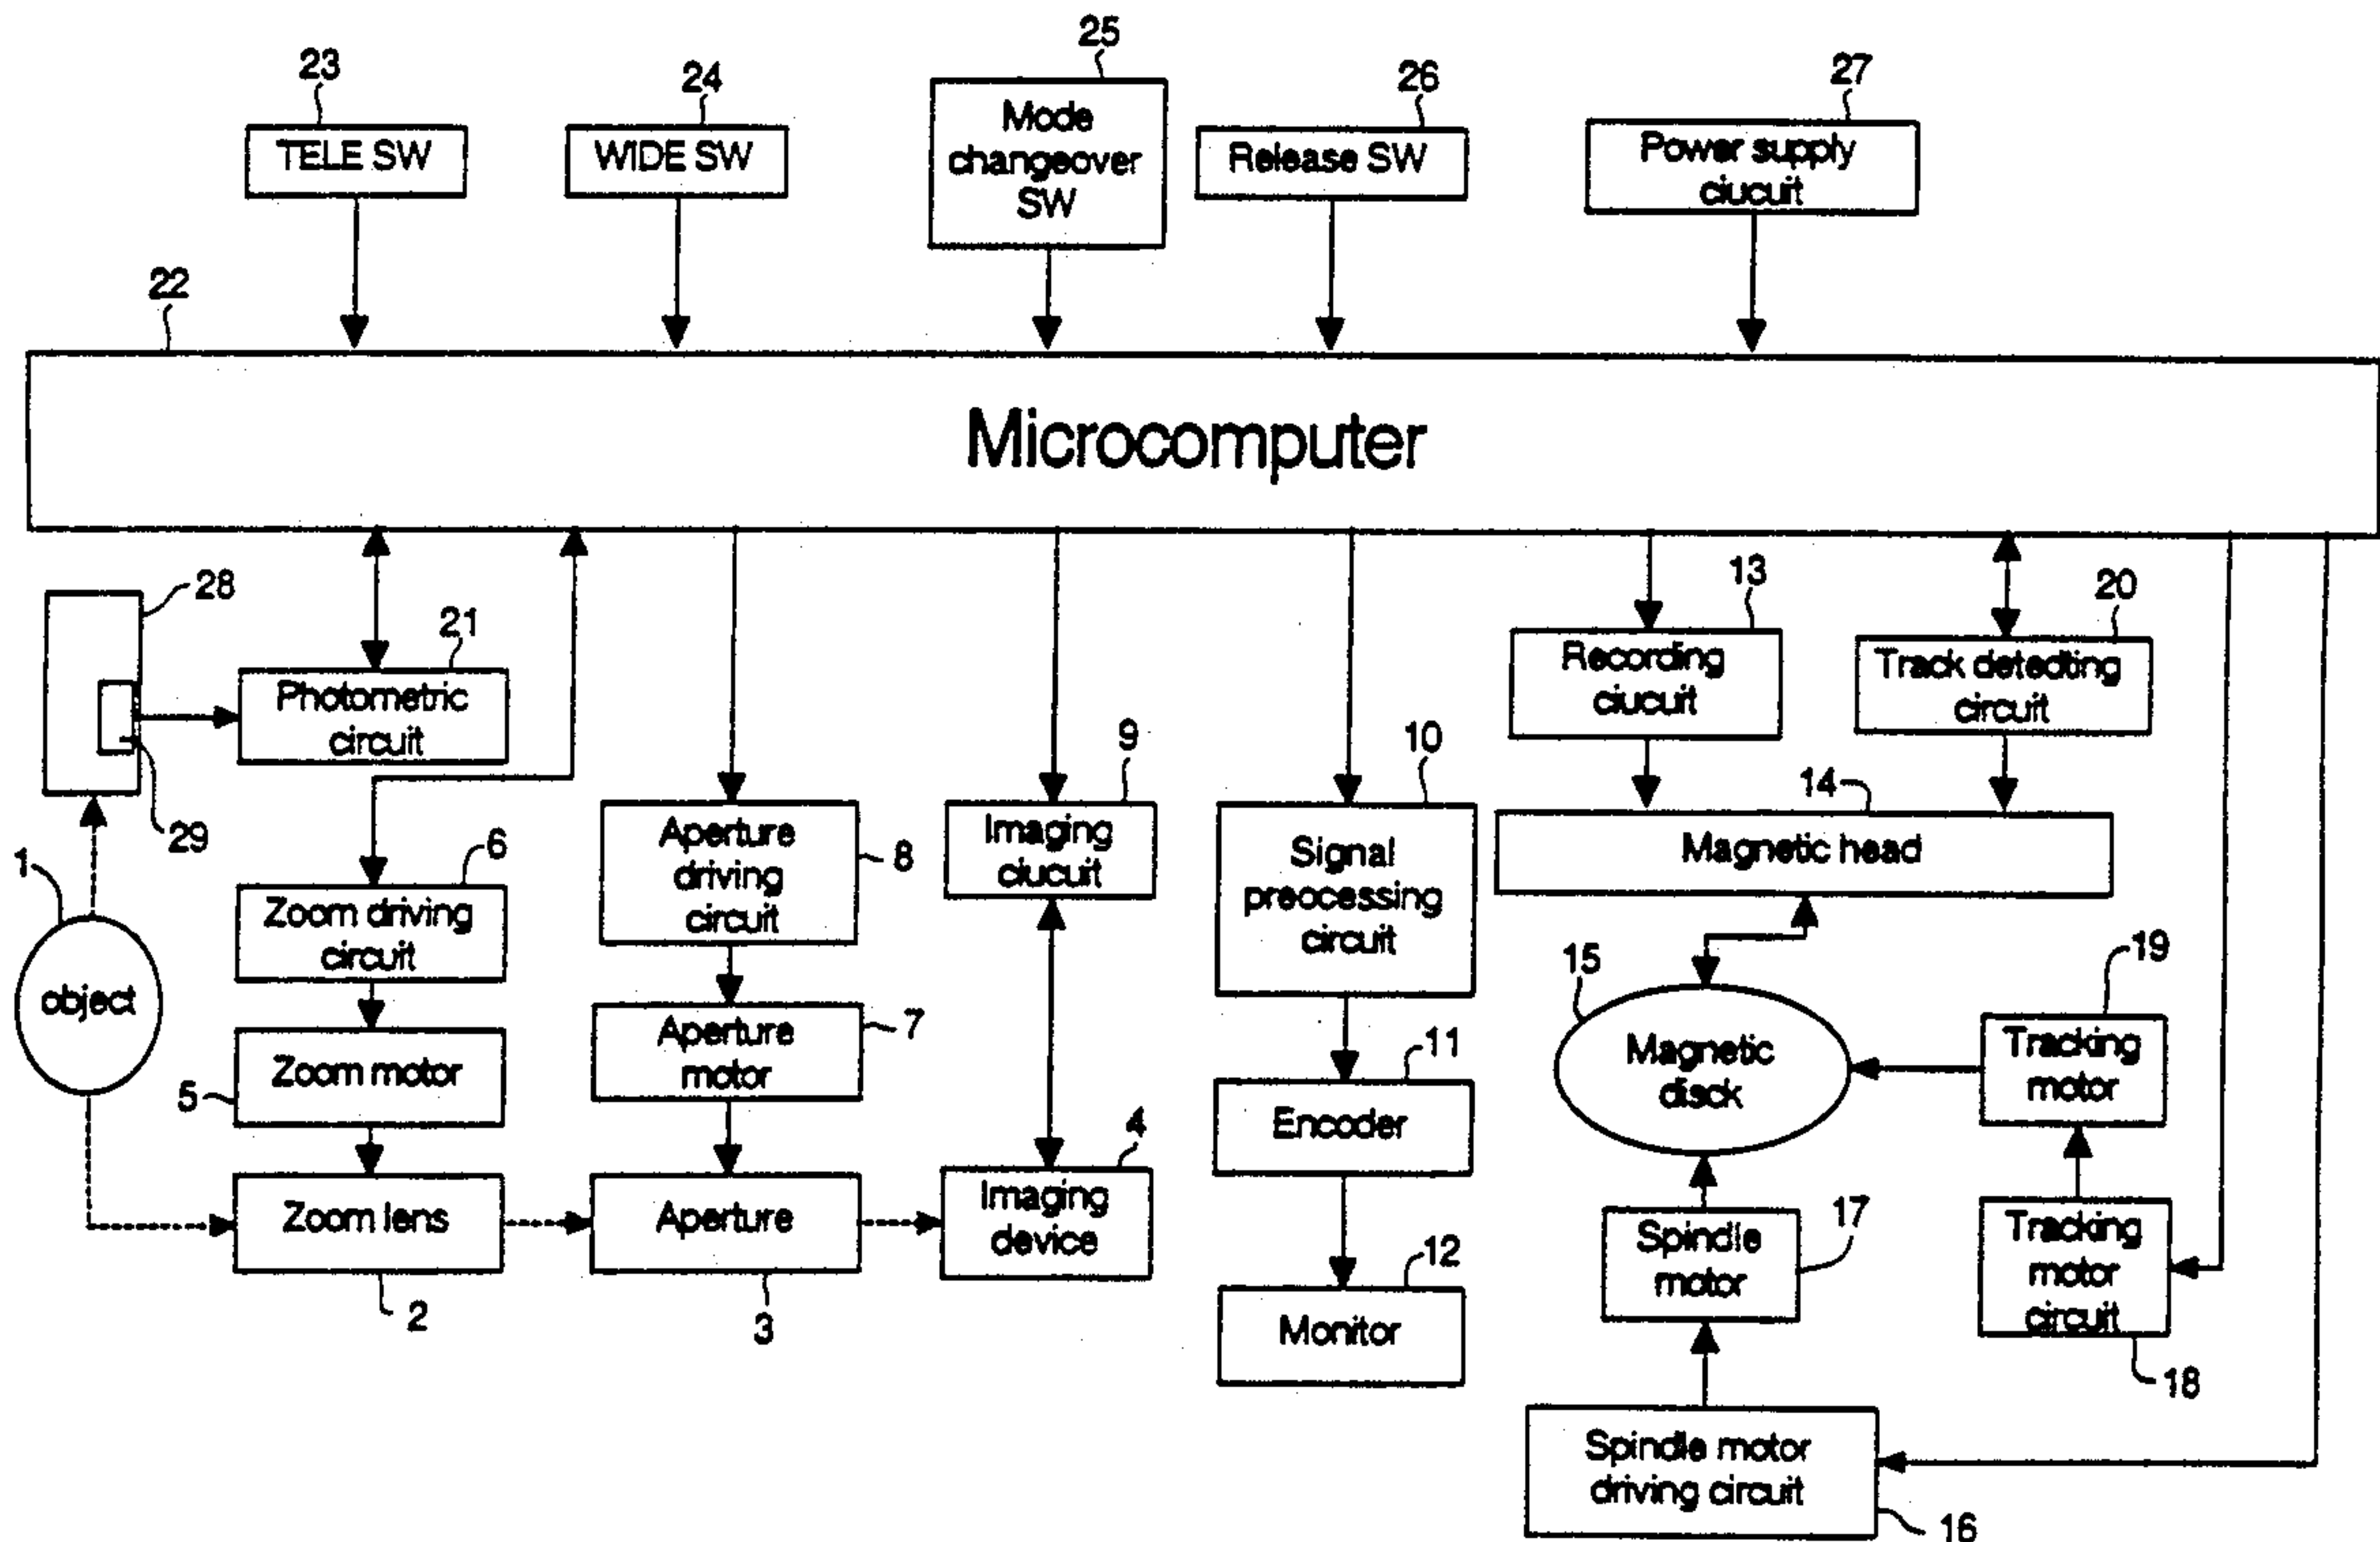 23
24
25
26
27
TELE SW
WIDE SW
Mode
changeover
SW
Release SW
Power supply
ciucuit
22
Microcomputer
28
21
Photometric
circuit
29
13
Recording
ciucuit
20
Track detedting
circuit
1
object
6
Zoom driving
circuit
5
Zoom motor
Zoom lens
2
8
Aperture
driving
circuit
7
Aperture
motor
Aperture
3
9
Imaging
ciucuit
4
Imaging
device
10
Signal
preocessing
circuit
11
Encoder
12
Monitor
14
Magnetic head
15
Magnetic
disck
19
Tracking
motor
17
Spindle
motor
Tracking
motor
circuit
18
Spindle motor
driving circuit
16